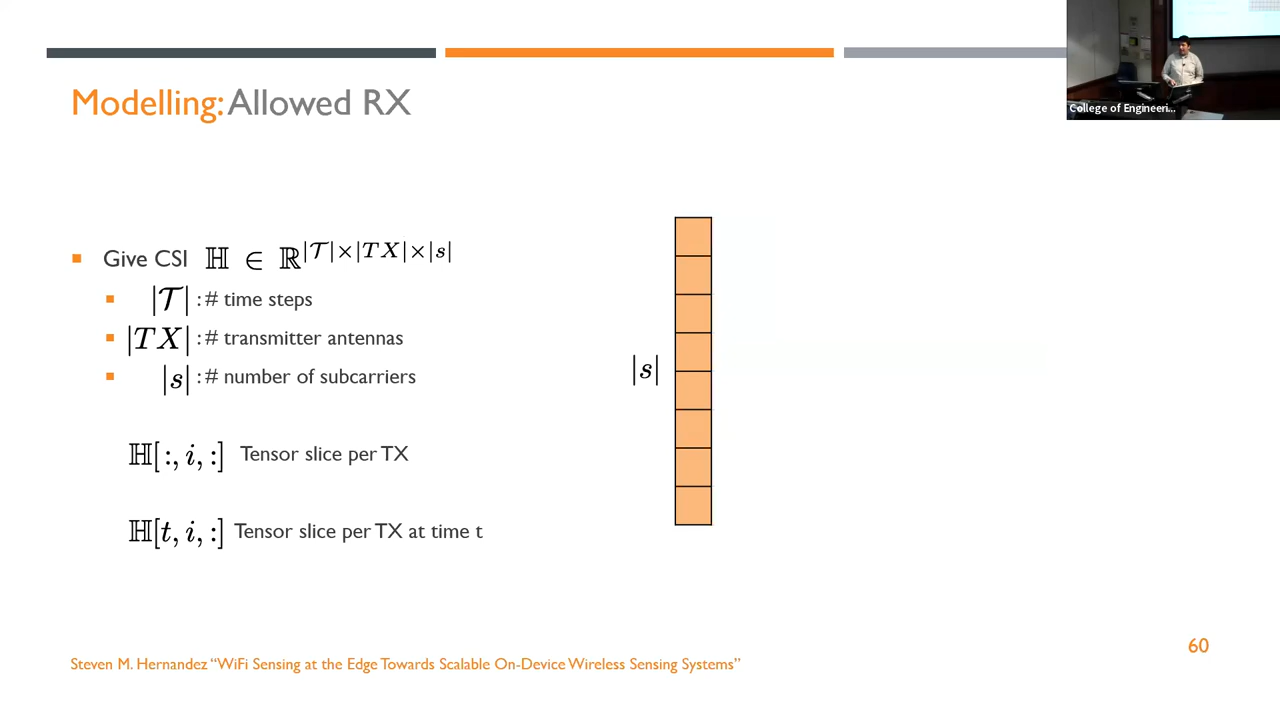 College of Engineeri...
Modelling: Allowed RX
Give CSI ℍ ∈ ℝ^{|𝒯|×|TX|×|s|}
|𝒯| : # time steps
|TX| : # transmitter antennas
|s| : # number of subcarriers
|s|
ℍ[:, i, :] Tensor slice per TX
ℍ[t, i, :] Tensor slice per TX at time t
60
Steven M. Hernandez “WiFi Sensing at the Edge Towards Scalable On-Device Wireless Sensing Systems”